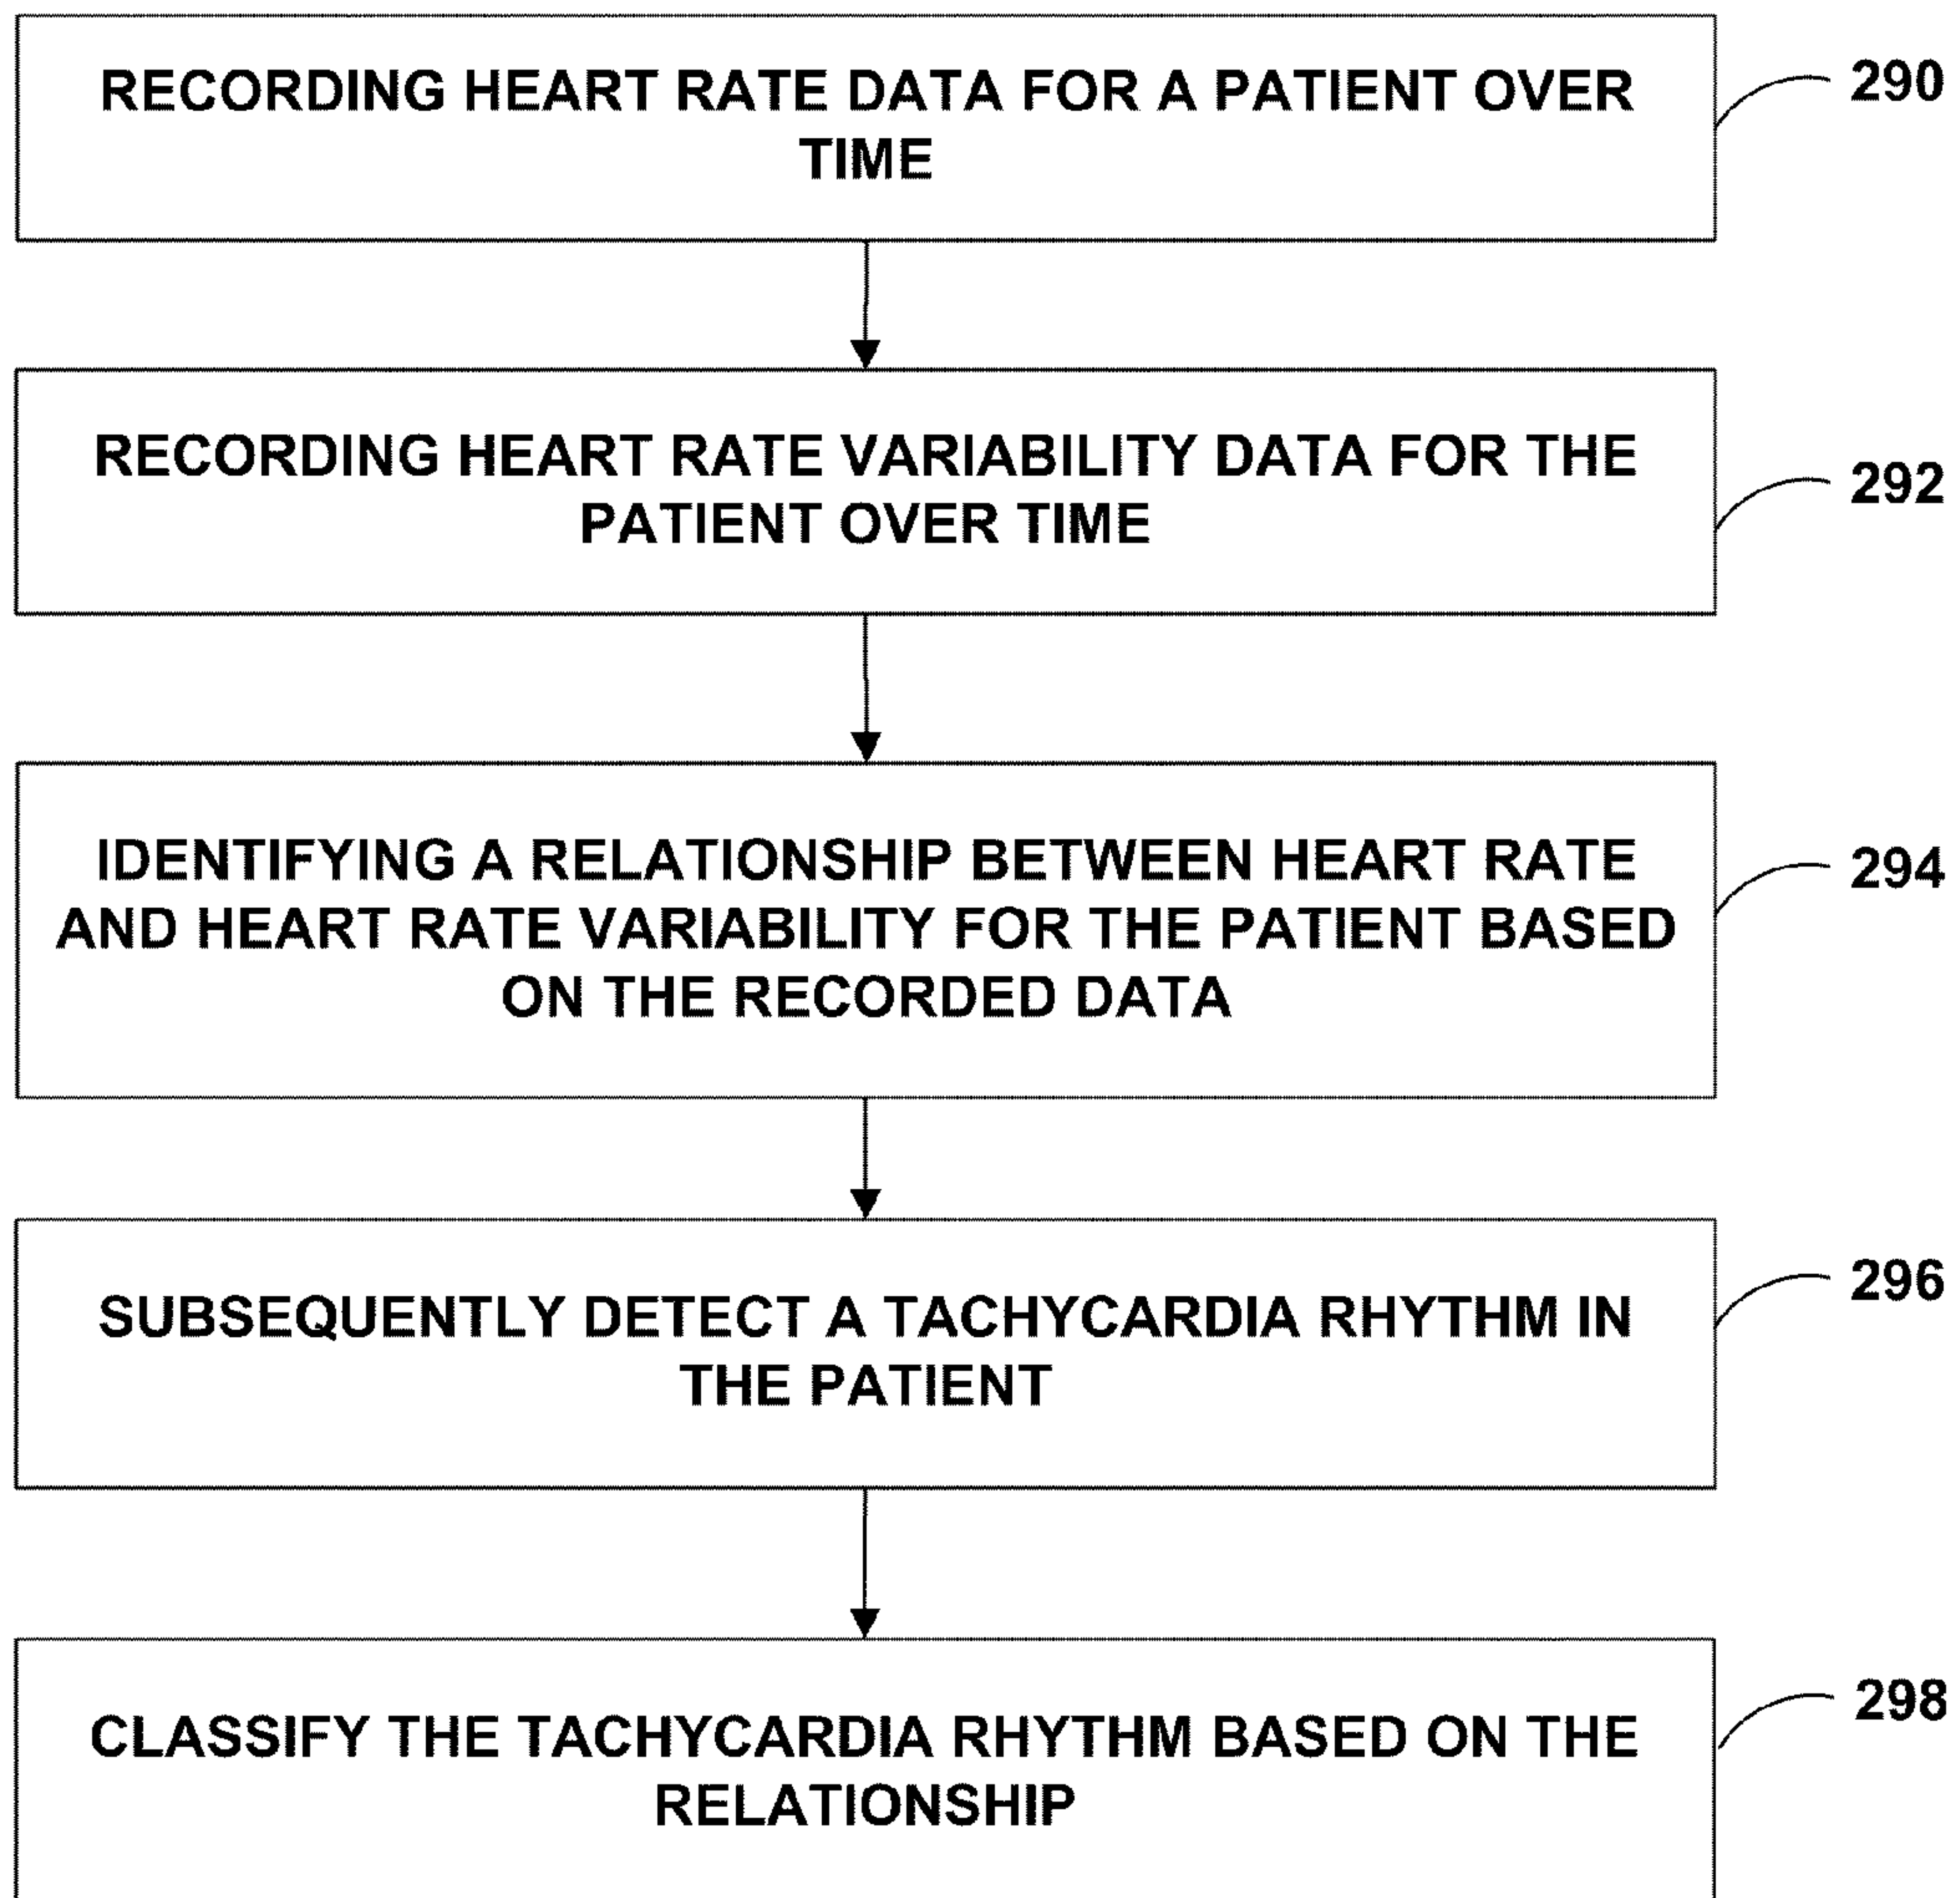 RECORDING HEART RATE DATA FOR A PATIENT OVER
TIME
290
RECORDING HEART RATE VARIABILITY DATA FOR THE
PATIENT OVER TIME
292
IDENTIFYING A RELATIONSHIP BETWEEN HEART RATE
AND HEART RATE VARIABILITY FOR THE PATIENT BASED
ON THE RECORDED DATA
294
SUBSEQUENTLY DETECT A TACHYCARDIA RHYTHM IN
THE PATIENT
296
CLASSIFY THE TACHYCARDIA RHYTHM BASED ON THE
RELATIONSHIP
298